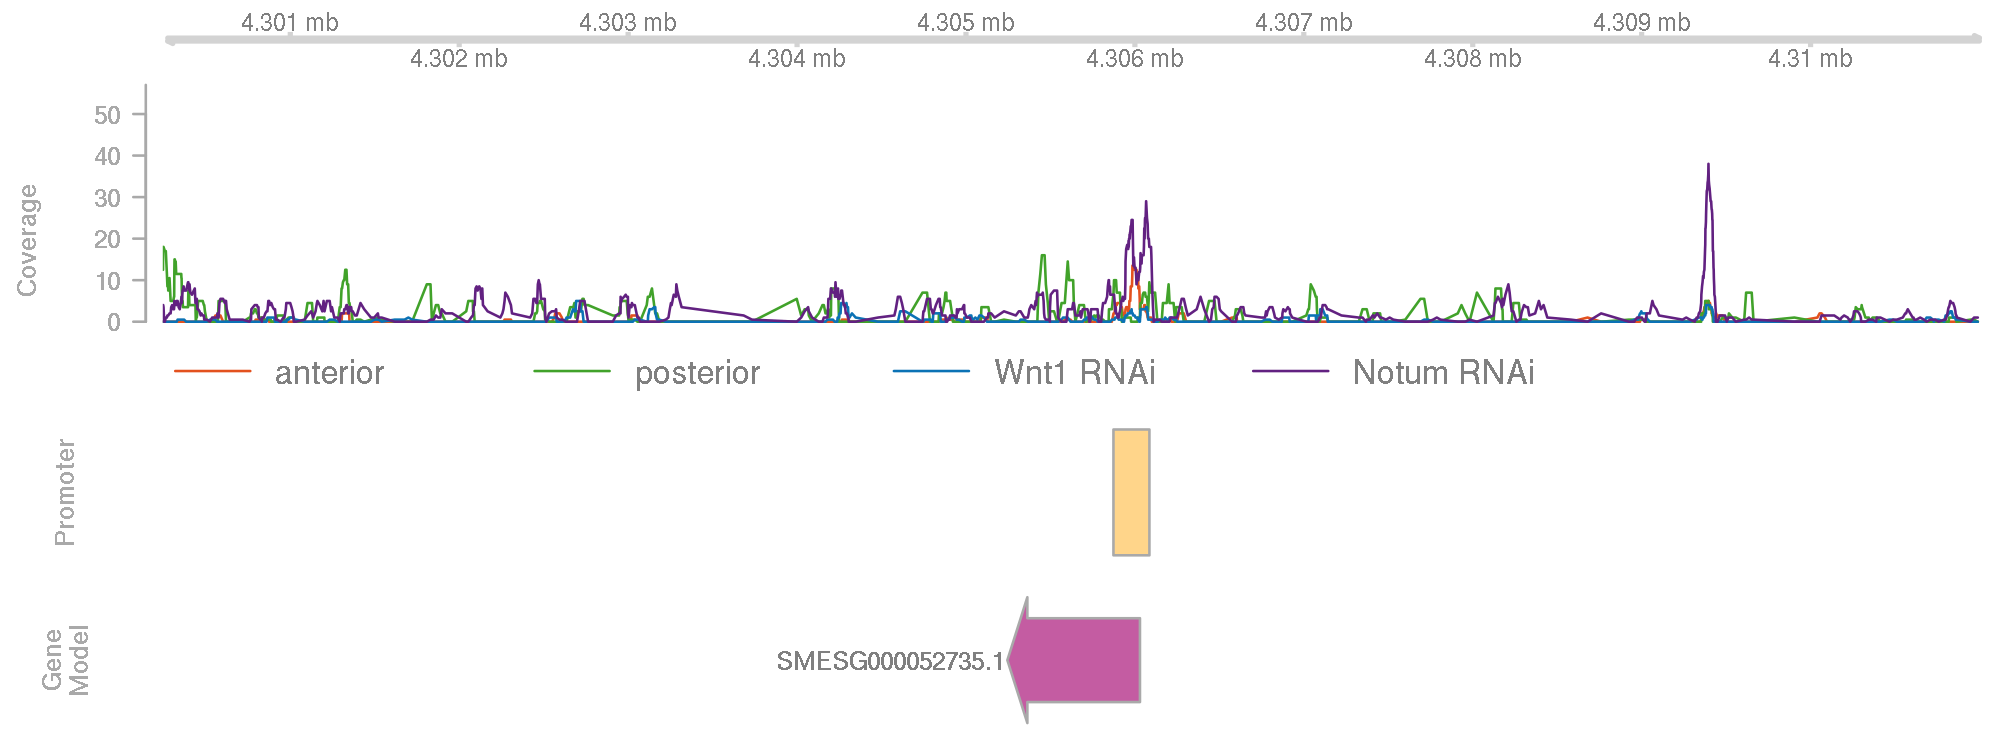 4.301 mb 4.303 mb 4.305 mb 4.307 mb 4.309 mb
4.302 mb 4.304 mb 4.306 mb 4.308 mb 4.31 mb
50
40
30
20
10
0
Coverage
anterior posterior Wnt1 RNAi Notum RNAi
Promoter
Gene
Model
SMESG000052735.1